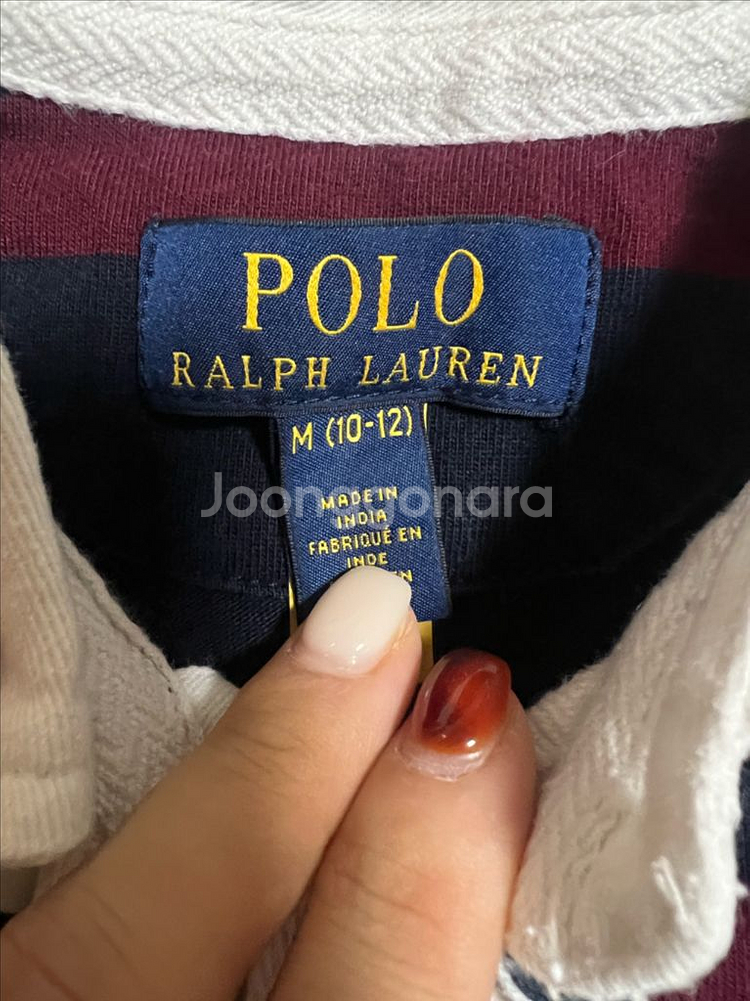 POLO
RALPH LAUREN
M (10-12)
Joonggonara
MADE IN
INDIA
FABRIQUÉ EN
INDE